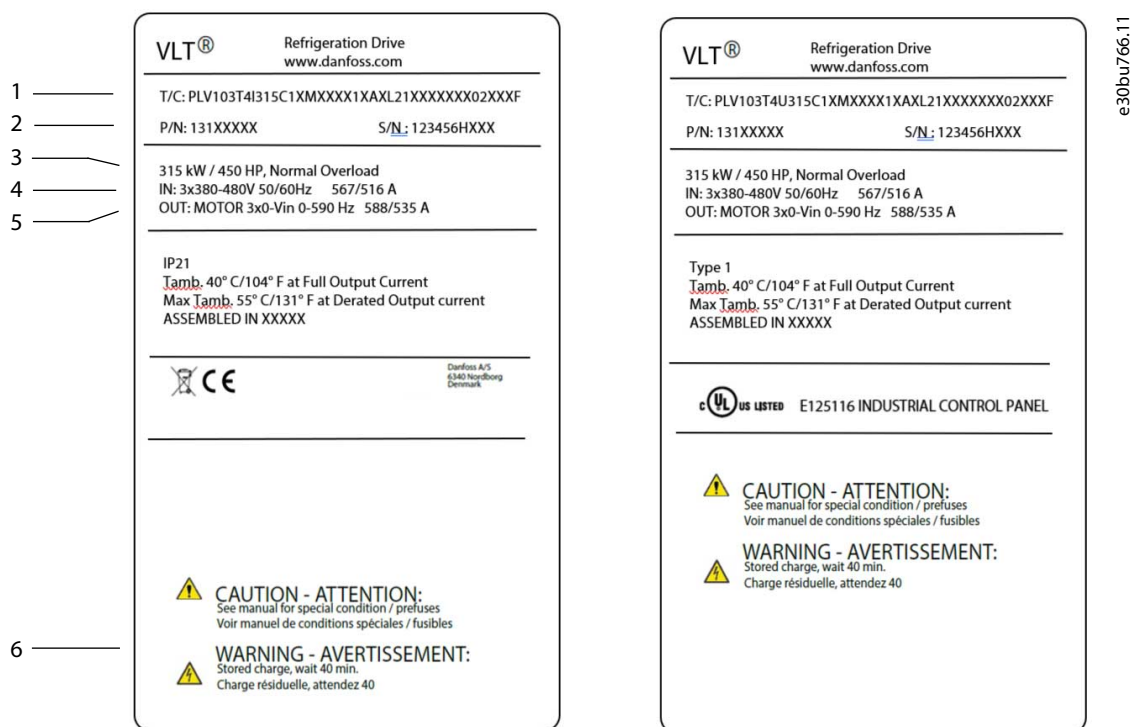 VLT®
Refrigeration Drive
www.danfoss.com
1
T/C: PLV103T4I315C1XMXXXX1XAXL21XXXXXXX02XXXF
2
P/N: 131XXXXX S/N.: 123456HXXX
3
315 kW / 450 HP, Normal Overload
4
IN: 3x380-480V 50/60Hz 567/516 A
5
OUT: MOTOR 3x0-Vin 0-590 Hz 588/535 A
IP21
Tamb. 40° C/104° F at Full Output Current
Max Tamb. 55° C/131° F at Derated Output current
ASSEMBLED IN XXXXX
CE
Danfoss A/S
6340 Nordborg
Denmark
CAUTION - ATTENTION:
See manual for special condition / prefuses
Voir manuel de conditions spéciales / fusibles
6
WARNING - AVERTISSEMENT:
Stored charge, wait 40 min.
Charge résiduelle, attendez 40
VLT®
Refrigeration Drive
www.danfoss.com
T/C: PLV103T4U315C1XMXXXX1XAXL21XXXXXXX02XXXF
P/N: 131XXXXX S/N.: 123456HXXX
315 kW / 450 HP, Normal Overload
IN: 3x380-480V 50/60Hz 567/516 A
OUT: MOTOR 3x0-Vin 0-590 Hz 588/535 A
Type 1
Tamb. 40° C/104° F at Full Output Current
Max Tamb. 55° C/131° F at Derated Output current
ASSEMBLED IN XXXXX
C UL US LISTED E125116 INDUSTRIAL CONTROL PANEL
CAUTION - ATTENTION:
See manual for special condition / prefuses
Voir manuel de conditions spéciales / fusibles
WARNING - AVERTISSEMENT:
Stored charge, wait 40 min.
Charge résiduelle, attendez 40
e30bu766.11